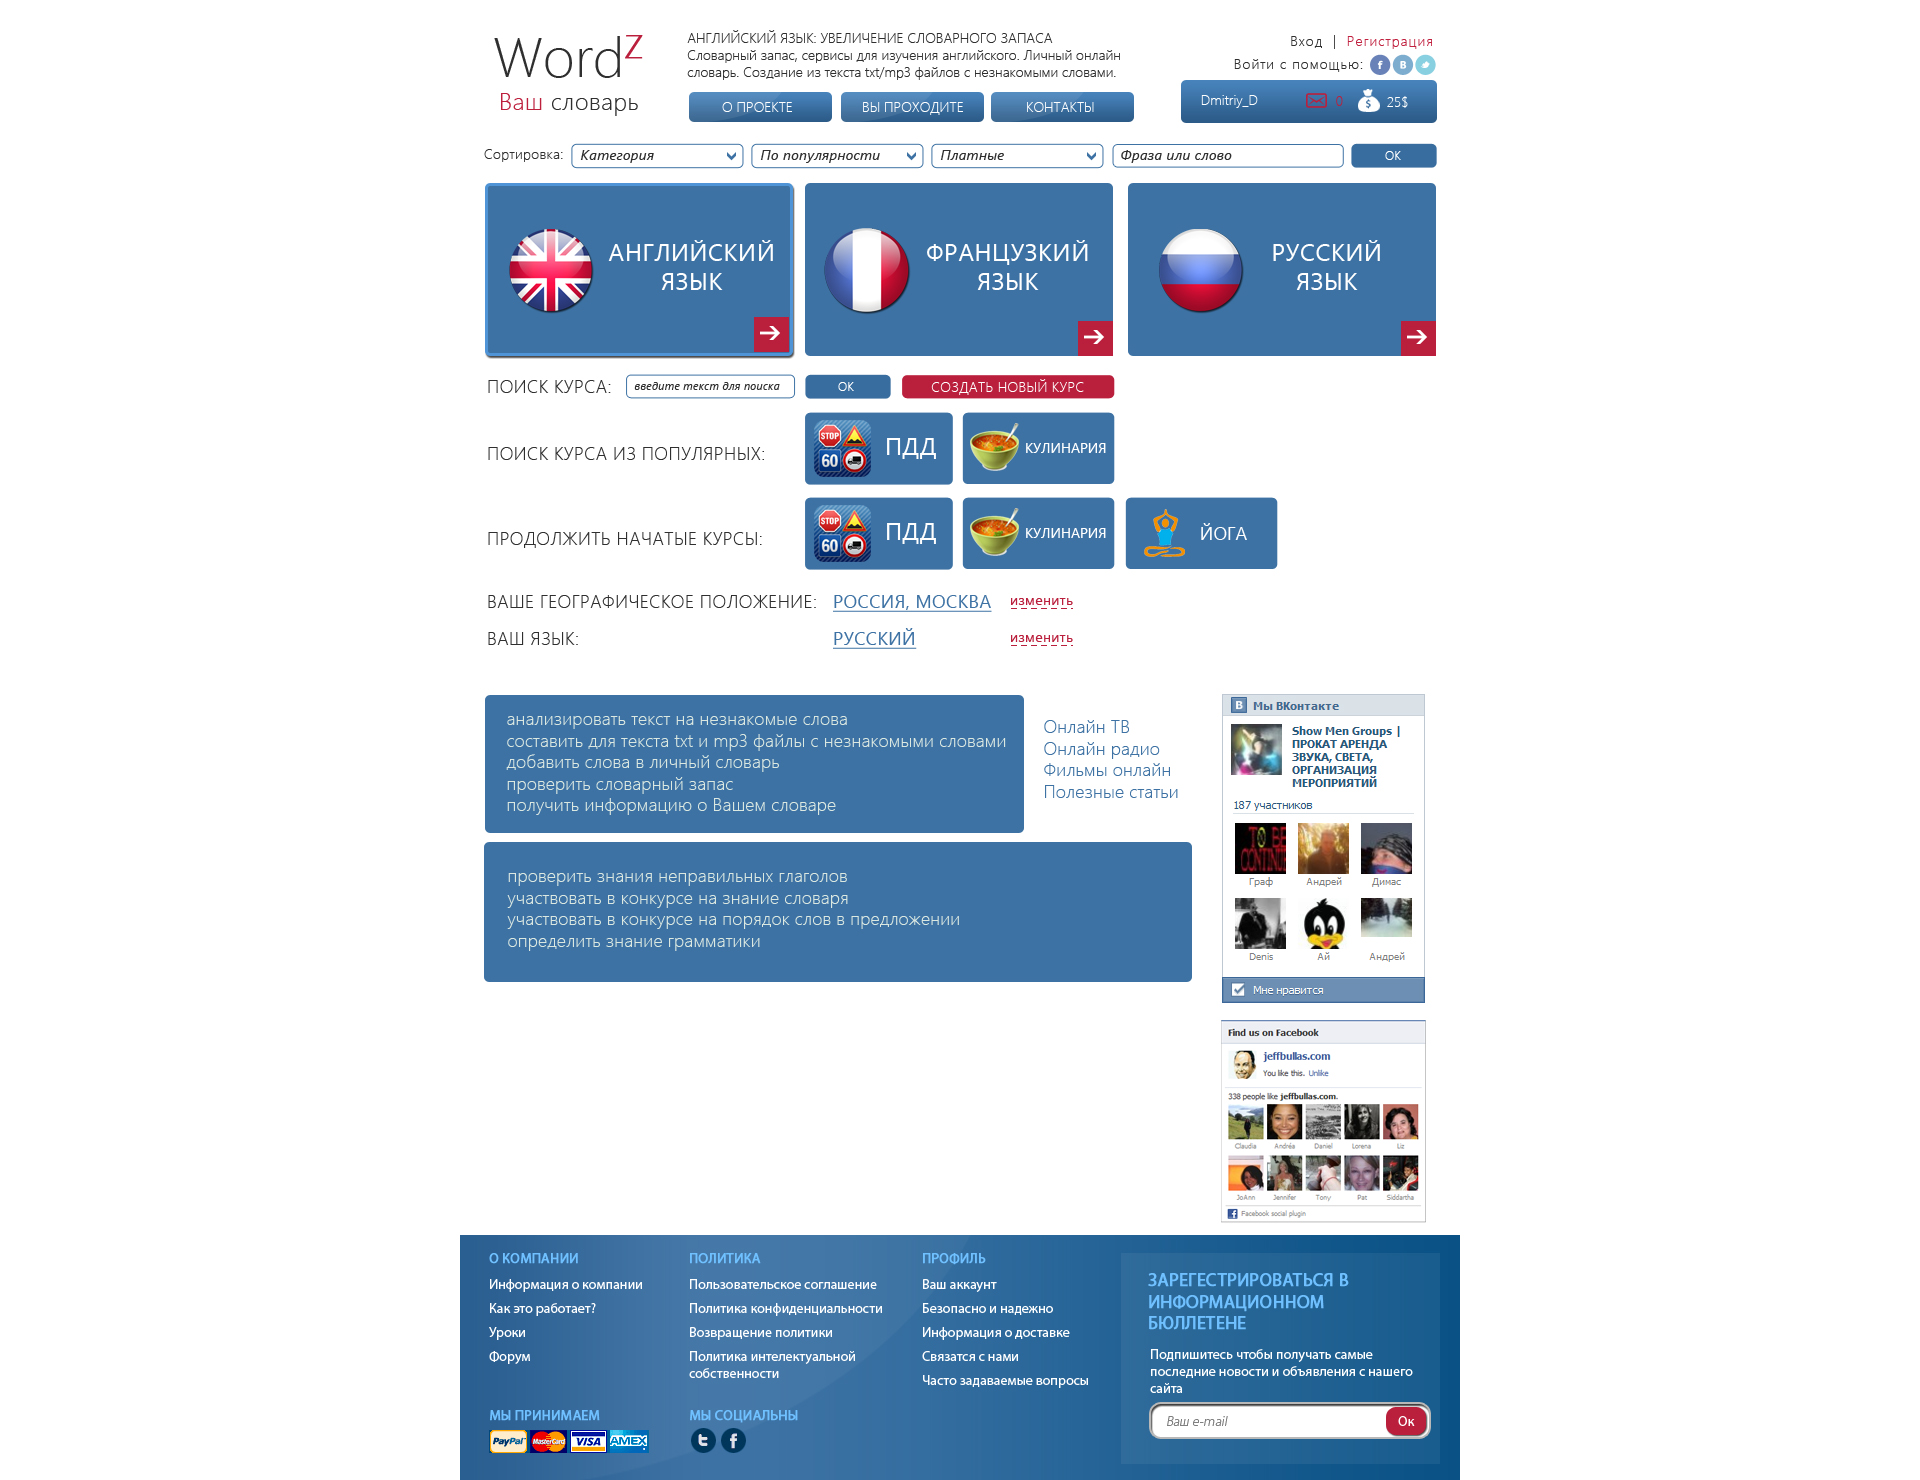 Wordz
Ваш словарь
АНГЛИЙСКИЙ ЯЗЫК: УВЕЛИЧЕНИЕ СЛОВАРНОГО ЗАПАСА
Словарный запас, сервисы для изучения английского. Личный онлайн
словарь. Создание из текста txt/mp3 файлов с незнакомыми словами.
О ПРОЕКТЕ
ВЫ ПРОХОДИТЕ
КОНТАКТЫ
Вход | Регистрация
Войти с помощью:
Dmitriy_D 0 25$
Сортировка: Категория По популярности Платные Фраза или слово ОК
АНГЛИЙСКИЙ
ЯЗЫК
ФРАНЦУЗКИЙ
ЯЗЫК
РУССКИЙ
ЯЗЫК
ПОИСК КУРСА: введите текст для поиска ОК СОЗДАТЬ НОВЫЙ КУРС
ПОИСК КУРСА ИЗ ПОПУЛЯРНЫХ: STOP 60 ПДД КУЛИНАРИЯ
ПРОДОЛЖИТЬ НАЧАТЫЕ КУРСЫ: STOP 60 ПДД КУЛИНАРИЯ ЙОГА
ВАШЕ ГЕОГРАФИЧЕСКОЕ ПОЛОЖЕНИЕ: РОССИЯ, МОСКВА изменить
ВАШ ЯЗЫК: РУССКИЙ изменить
анализировать текст на незнакомые слова
составить для текста txt и mp3 файлы с незнакомыми словами
добавить слова в личный словарь
проверить словарный запас
получить информацию о Вашем словаре
Онлайн ТВ
Онлайн радио
Фильмы онлайн
Полезные статьи
проверить знания неправильных глаголов
участвовать в конкурсе на знание словаря
участвовать в конкурсе на порядок слов в предложении
определить знание грамматики
В Мы ВКонтакте
Show Men Groups |
ПРОКАТ АРЕНДА
ЗВУКА, СВЕТА,
ОРГАНИЗАЦИЯ
МЕРОПРИЯТИЙ
187 участников
TO BE
CONTINUE
Граф Андрей Димас
Denis Ай Андрей
Мне нравится
Find us on Facebook
jeffbullas.com
You like this. Unlike
338 people like jeffbullas.com.
Claudia Andréa Daniel Lorena Liz
JoAnn Jennifer Tony Pat Siddartha
Facebook social plugin
О КОМПАНИИ
Информация о компании
Как это работает?
Уроки
Форум
ПОЛИТИКА
Пользовательское соглашение
Политика конфиденциальности
Возвращение политики
Политика интелектуальной
собственности
ПРОФИЛЬ
Ваш аккаунт
Безопасно и надежно
Информация о доставке
Связатся с нами
Часто задаваемые вопросы
МЫ ПРИНИМАЕМ
PayPal MasterCard VISA AMEX
МЫ СОЦИАЛЬНЫ
ЗАРЕГЕСТРИРОВАТЬСЯ В
ИНФОРМАЦИОННОМ
БЮЛЛЕТЕНЕ
Подпишитесь чтобы получать самые
последние новости и объявления с нашего
сайта
Ваш e-mail Ок